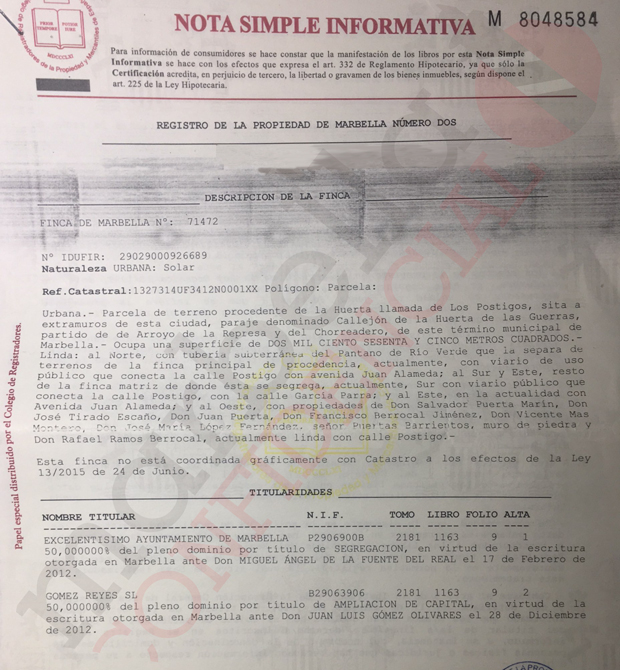 NOTA SIMPLE INFORMATIVA M 8048584
Para información de consumidores se hace constar que la manifestación de los libros por esta Nota Simple
Informativa se hace con los efectos que expresa el art. 332 de Reglamento Hipotecario, ya que sólo la
Certificación acredita, en perjuicio de tercero, la libertad o gravamen de los bienes inmuebles, según dispone el
art. 225 de la Ley Hipotecaria.
REGISTRO DE LA PROPIEDAD DE MARBELLA NÚMERO DOS
DESCRIPCION DE LA FINCA
FINCA DE MARBELLA Nº: 71472
Nº IDUFIR: 29029000926689
Naturaleza URBANA: Solar
Ref.Catastral:1327314UF3412N0001XX Polígono: Parcela:
Urbana.- Parcela de terreno procedente de la Huerta llamada de Los Postigos, sita a
extramuros de esta ciudad, paraje denominado Callejón de la Huerta de las Guerras,
partido de de Arroyo de la Represa y del Chorreadero, de este término municipal de
Marbella.- Ocupa una superficie de DOS MIL CIENTO SESENTA Y CINCO METROS CUADRADOS.-
Linda: al Norte, con tubería subterránea del Pantano de Río Verde que la separa de
terrenos de la finca principal de procedencia, actualmente, con viario de uso
público que conecta la calle Postigo con avenida Juan Alameda; al Sur y Este, resto
de la finca matriz de donde ésta se segrega, actualmente, Sur con viario público que
conecta la calle Postigo, con la calle García Parra; y al Este, en la actualidad con
Avenida Juan Alameda; y al Oeste, con propiedades de Don Salvador Puerta Marín, Don
José Tirado Escaño, Don Juan Puerta, Don Francisco Berrocal Jiménez, Don Vicente Mas
Montero, Don José María López Fernández, señor Puertas Barrientos, muro de piedra y
Don Rafael Ramos Berrocal, actualmente linda con calle Postigo.-
Esta finca no está coordinada gráficamente con Catastro a los efectos de la Ley
13/2015 de 24 de Junio.
TITULARIDADES
NOMBRE TITULAR N.I.F. TOMO LIBRO FOLIO ALTA
EXCELENTISIMO AYUNTAMIENTO DE MARBELLA P2906900B 2181 1163 9 1
50,000000% del pleno dominio por título de SEGREGACION, en virtud de la escritura
otorgada en Marbella ante Don MIGUEL ÁNGEL DE LA FUENTE DEL REAL el 17 de Febrero de
2012.
GOMEZ REYES SL B29063906 2181 1163 9 2
50,000000% del pleno dominio por título de AMPLIACION DE CAPITAL, en virtud de la
escritura otorgada en Marbella ante Don JUAN LUIS GÓMEZ OLIVARES el 28 de Diciembre
de 2012.
Papel especial distribuido por el Colegio de Registradores.
CONFIDENCIAL